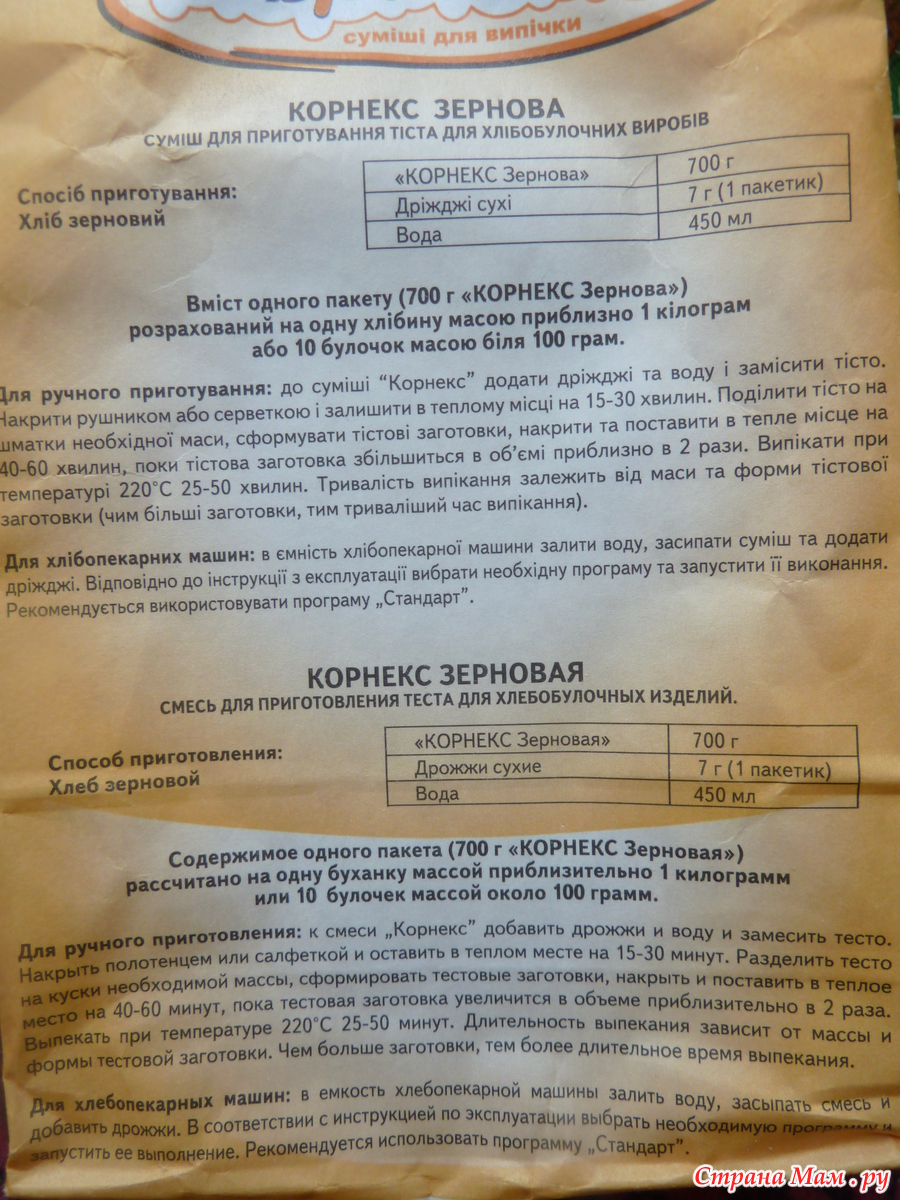 суміші для випічки
КОРНЕКС ЗЕРНОВА
СУМІШ ДЛЯ ПРИГОТУВАННЯ ТІСТА ДЛЯ ХЛІБОБУЛОЧНИХ ВИРОБІВ
Спосіб приготування:
Хліб зерновий
«КОРНЕКС Зернова» 700 г
Дріжджі сухі 7 г (1 пакетик)
Вода 450 мл
Вміст одного пакету (700 г «КОРНЕКС Зернова»)
розрахований на одну хлібину масою приблизно 1 кілограм
або 10 булочок масою біля 100 грам.
Для ручного приготування: до суміші “Корнекс” додати дріжджі та воду і замісити тісто.
Накрити рушником або серветкою і залишити в теплому місці на 15-30 хвилин. Поділити тісто на
шматки необхідної маси, сформувати тістові заготовки, накрити та поставити в тепле місце на
40-60 хвилин, поки тістова заготовка збільшиться в об’ємі приблизно в 2 рази. Випікати при
температурі 220°С 25-50 хвилин. Тривалість випікання залежить від маси та форми тістової
заготовки (чим більші заготовки, тим триваліший час випікання).
Для хлібопекарних машин: в ємність хлібопекарної машини залити воду, засипати суміш та додати
дріжджі. Відповідно до інструкції з експлуатації вибрати необхідну програму та запустити її виконання.
Рекомендується використовувати програму „Стандарт”.
КОРНЕКС ЗЕРНОВАЯ
СМЕСЬ ДЛЯ ПРИГОТОВЛЕНИЯ ТЕСТА ДЛЯ ХЛЕБОБУЛОЧНЫХ ИЗДЕЛИЙ.
Способ приготовления:
Хлеб зерновой
«КОРНЕКС Зерновая» 700 г
Дрожжи сухие 7 г (1 пакетик)
Вода 450 мл
Содержимое одного пакета (700 г «КОРНЕКС Зерновая»)
рассчитано на одну буханку массой приблизительно 1 килограмм
или 10 булочек массой около 100 грамм.
Для ручного приготовления: к смеси „Корнекс” добавить дрожжи и воду и замесить тесто.
Накрыть полотенцем или салфеткой и оставить в теплом месте на 15-30 минут. Разделить тесто
на куски необходимой массы, сформировать тестовые заготовки, накрыть и поставить в теплое
место на 40-60 минут, пока тестовая заготовка увеличится в объеме приблизительно в 2 раза.
Выпекать при температуре 220°С 25-50 минут. Длительность выпекания зависит от массы и
формы тестовой заготовки. Чем больше заготовки, тем более длительное время выпекания.
Для хлебопекарных машин: в емкость хлебопекарной машины залить воду, засыпать смесь и
добавить дрожжи. В соответствии с инструкцией по эксплуатации выбрать необходимую программу и
запустить ее выполнение. Рекомендуется использовать программу „Стандарт”.
Страна Мам.ру